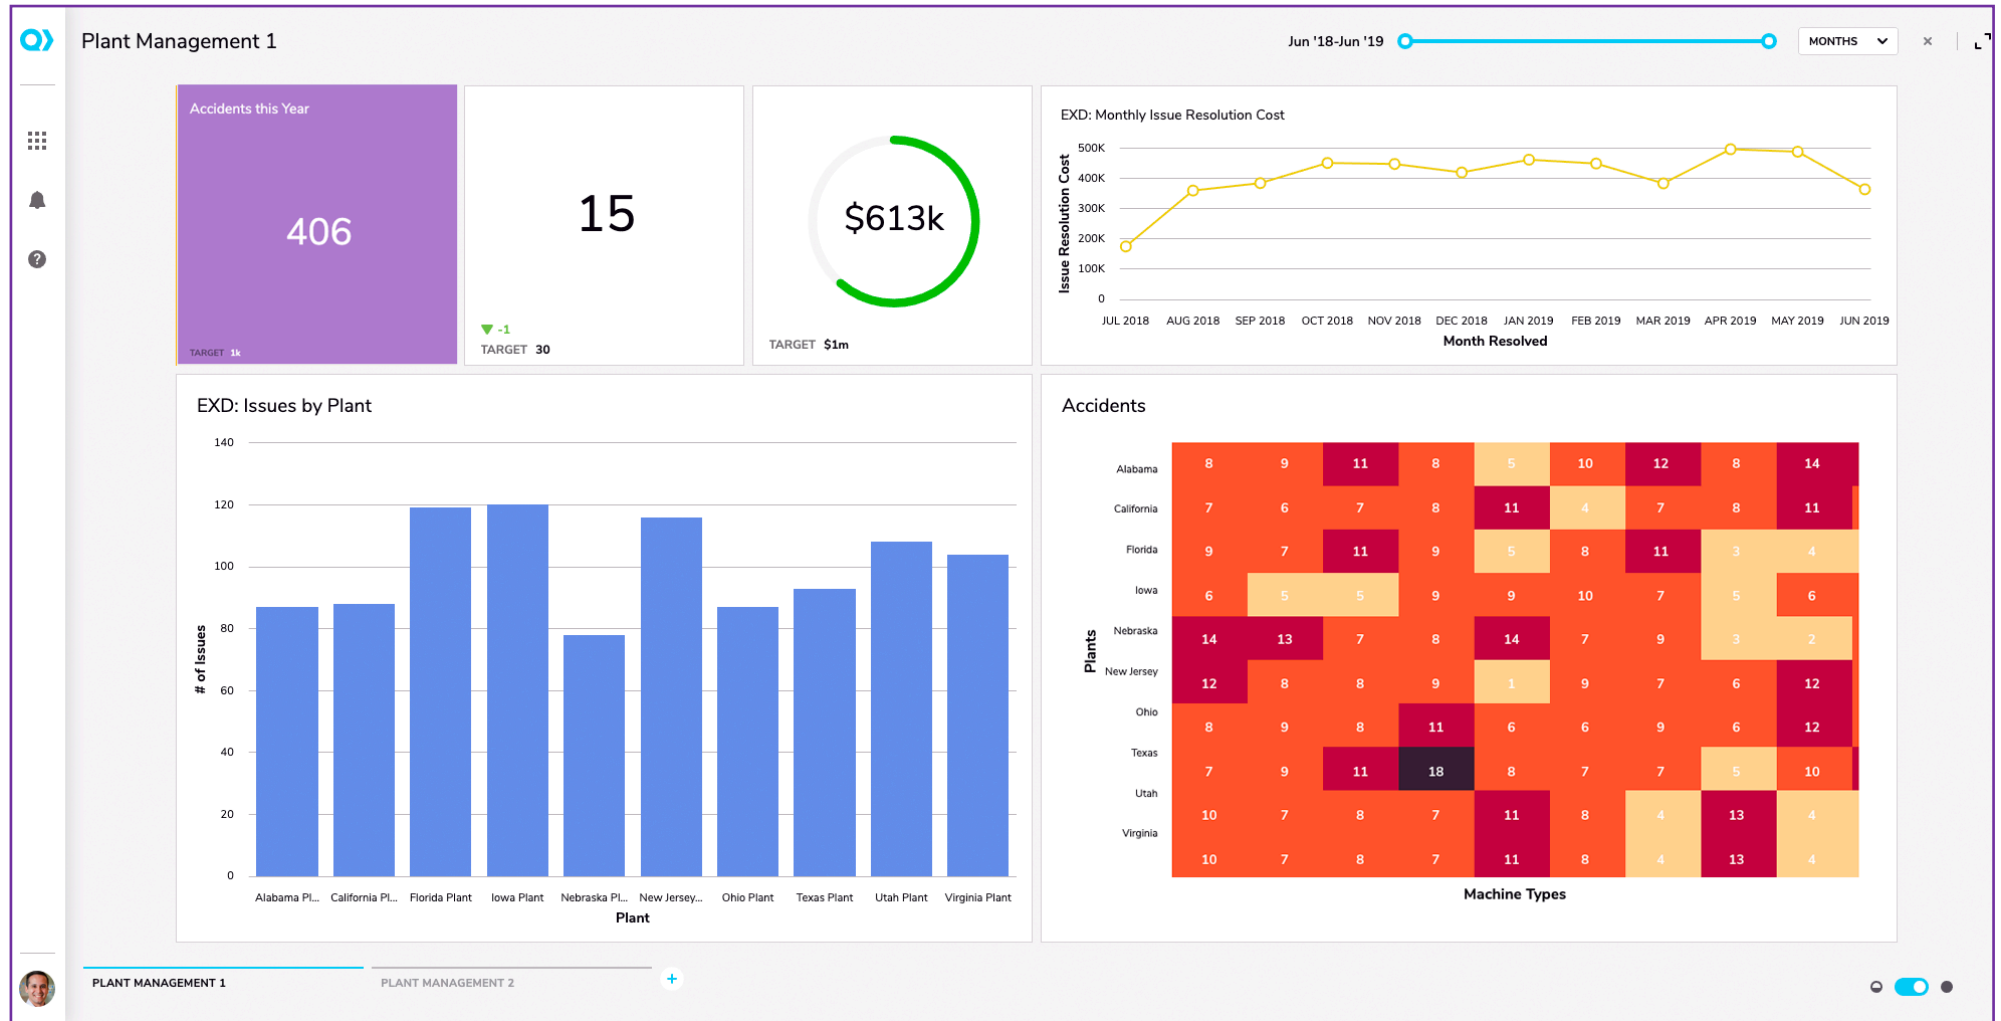 Plant Management 1
Jun '18-Jun '19
MONTHS
Accidents this Year
406
TARGET 1k
15
-1
TARGET 30
$613k
TARGET $1m
EXD: Monthly Issue Resolution Cost
Issue Resolution Cost
500K
400K
300K
200K
100K
0
JUL 2018 AUG 2018 SEP 2018 OCT 2018 NOV 2018 DEC 2018 JAN 2019 FEB 2019 MAR 2019 APR 2019 MAY 2019 JUN 2019
Month Resolved
EXD: Issues by Plant
# of Issues
140
120
100
80
60
40
20
0
Alabama Pl... California Pl... Florida Plant Iowa Plant Nebraska Pl... New Jersey... Ohio Plant Texas Plant Utah Plant Virginia Plant
Plant
Accidents
Plants
Alabama
California
Florida
Iowa
Nebraska
New Jersey
Ohio
Texas
Utah
Virginia
8 9 11 8 5 10 12 8 14
7 6 7 8 11 4 7 8 11
9 7 11 9 5 8 11 3 4
6 5 5 9 9 10 7 5 6
14 13 7 8 14 7 9 3 2
12 8 8 9 1 9 7 6 12
8 9 8 11 6 6 9 6 12
7 9 11 18 8 7 7 5 10
10 7 8 7 11 8 4 13 4
10 7 8 7 11 8 4 13 4
Machine Types
PLANT MANAGEMENT 1
PLANT MANAGEMENT 2
+